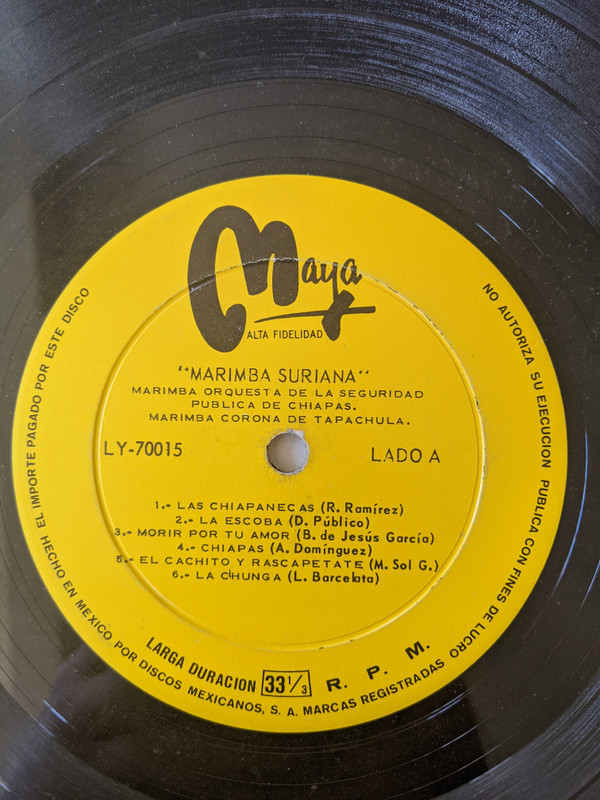 Maya
ALTA FIDELIDAD
"MARIMBA SURIANA"
MARIMBA ORQUESTA DE LA SEGURIDAD
PUBLICA DE CHIAPAS.
MARIMBA CORONA DE TAPACHULA.
LY-70015
LADO A
1.- LAS CHIAPANECAS (R. Ramírez)
2.- LA ESCOBA (D. Público)
3.- MORIR POR TU AMOR (B. de Jesús García)
4.- CHIAPAS (A. Domínguez)
5.- EL CACHITO Y RASCAPETATE (M. Sol G.)
6.- LA CHUNGA (L. Barcelata)
LARGA DURACION 33 1/3 R. P. M.
HECHO EN MEXICO POR DISCOS MEXICANOS, S. A. MARCAS REGISTRADAS
EL IMPORTE PAGADO POR ESTE DISCO
NO AUTORIZA SU EJECUCION PUBLICA CON FINES DE LUCRO